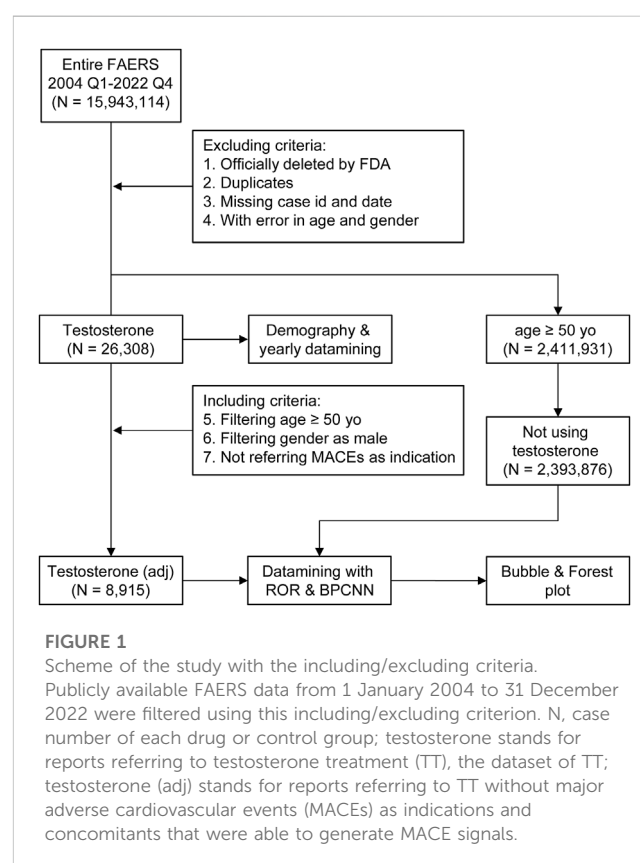 Entire FAERS
2004 Q1-2022 Q4
(N = 15,943,114)
Excluding criteria:
1. Officially deleted by FDA
2. Duplicates
3. Missing case id and date
4. With error in age and gender
Testosterone
(N = 26,308)
Demography &
yearly datamining
age ≥ 50 yo
(N = 2,411,931)
Including criteria:
5. Filtering age ≥ 50 yo
6. Filtering gender as male
7. Not referring MACEs as indication
Not using
testosterone
(N = 2,393,876)
Testosterone (adj)
(N = 8,915)
Datamining with
ROR & BPCNN
Bubble & Forest
plot
FIGURE 1
Scheme of the study with the including/excluding criteria.
Publicly available FAERS data from 1 January 2004 to 31 December
2022 were filtered using this including/excluding criterion. N, case
number of each drug or control group; testosterone stands for
reports referring to testosterone treatment (TT), the dataset of TT;
testosterone (adj) stands for reports referring to TT without major
adverse cardiovascular events (MACEs) as indications and
concomitants that were able to generate MACE signals.